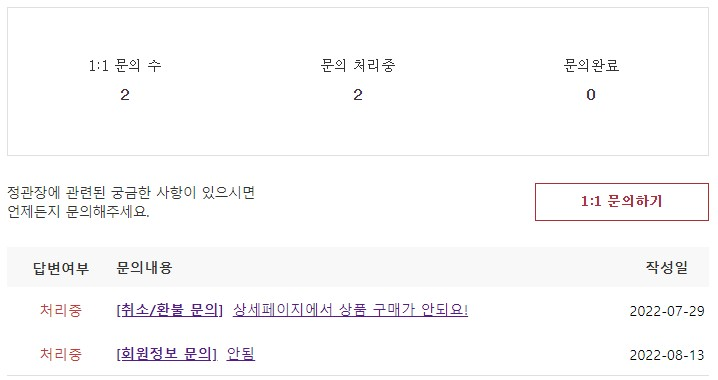 1:1 문의 수 문의 처리중 문의완료
2 2 0
정관장에 관련된 궁금한 사항이 있으시면
언제든지 문의해주세요.
1:1 문의하기
답변여부 문의내용 작성일
처리중 [취소/환불 문의] 상세페이지에서 상품 구매가 안되요! 2022-07-29
처리중 [회원정보 문의] 안됨 2022-08-13